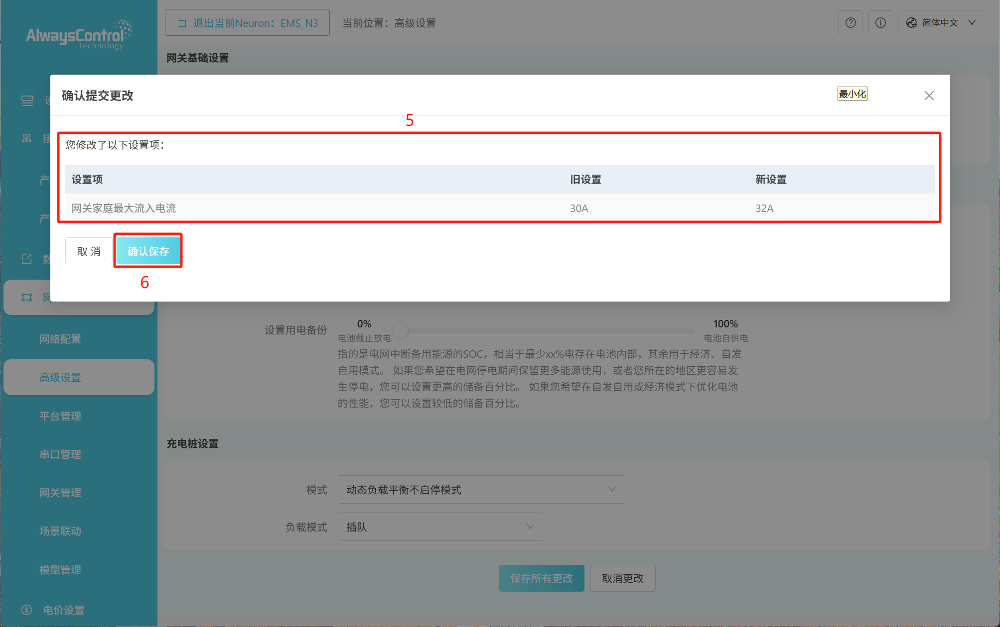 AlwaysControl
Technology
退出当前Neuron：EMS_N3
当前位置：高级设置
简体中文
网关基础设置
确认提交更改
最小化
5
您修改了以下设置项：
设置项 旧设置 新设置
网关家庭最大流入电流 30A 32A
取 消
确认保存
6
接
产
产
数
网
网络配置
高级设置
平台管理
串口管理
网关管理
场景联动
模型管理
电价设置
设置用电备份
0%
电池截止放电
100%
电池自供电
指的是电网中断备用能源的SOC，相当于最少xx%电存在电池内部，其余用于经济、自发
自用模式。 如果您希望在电网停电期间保留更多能源使用，或者您所在的地区更容易发
生停电，您可以设置更高的储备百分比。 如果您希望在自发自用或经济模式下优化电池
的性能，您可以设置较低的储备百分比。
充电桩设置
模式
动态负载平衡不启停模式
负载模式
插队
保存所有更改
取消更改